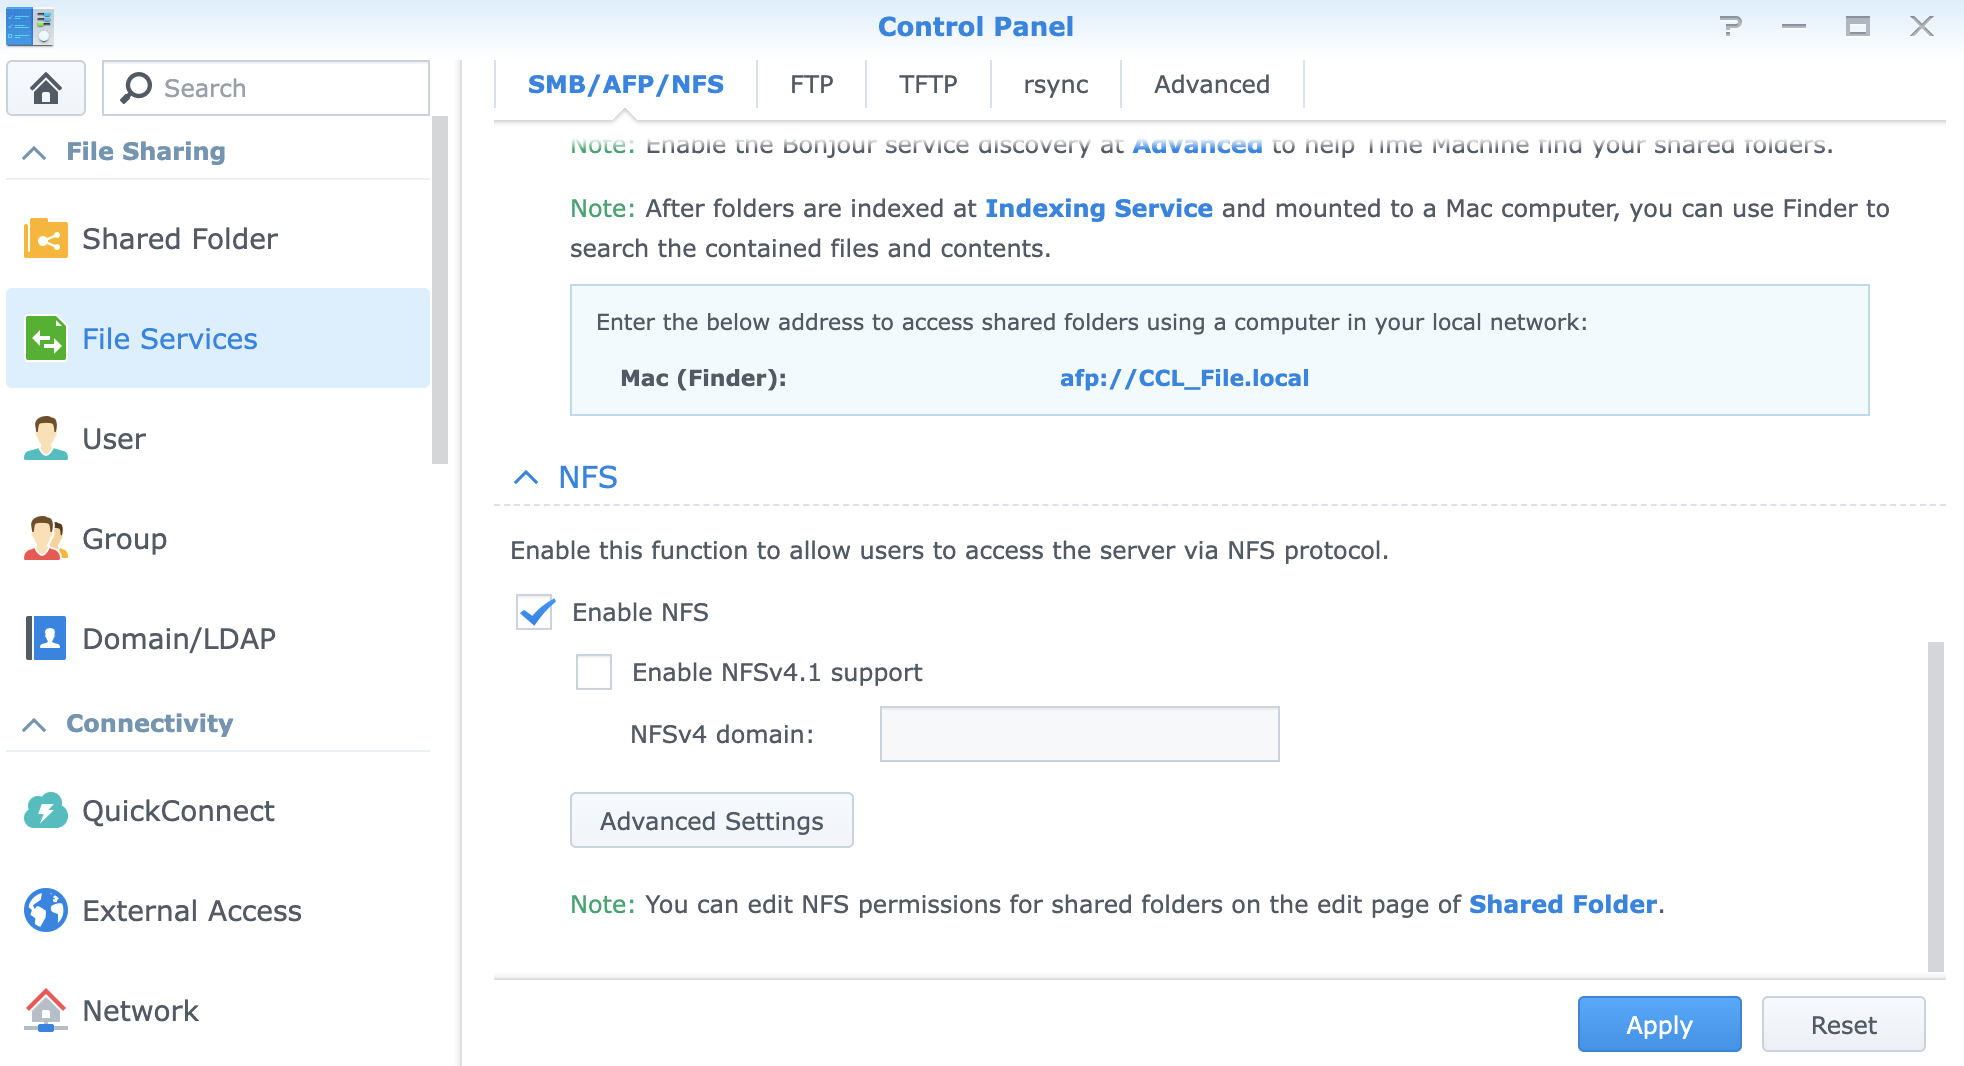 Control Panel
Search
SMB/AFP/NFS
FTP
TFTP
rsync
Advanced
File Sharing
Shared Folder
File Services
User
Group
Domain/LDAP
Connectivity
QuickConnect
External Access
Network
Note: Enable the Bonjour service discovery at Advanced to help Time Machine find your shared folders.
Note: After folders are indexed at Indexing Service and mounted to a Mac computer, you can use Finder to
search the contained files and contents.
Enter the below address to access shared folders using a computer in your local network:
Mac (Finder): afp://CCL_File.local
NFS
Enable this function to allow users to access the server via NFS protocol.
Enable NFS
Enable NFSv4.1 support
NFSv4 domain:
Advanced Settings
Note: You can edit NFS permissions for shared folders on the edit page of Shared Folder.
Apply
Reset